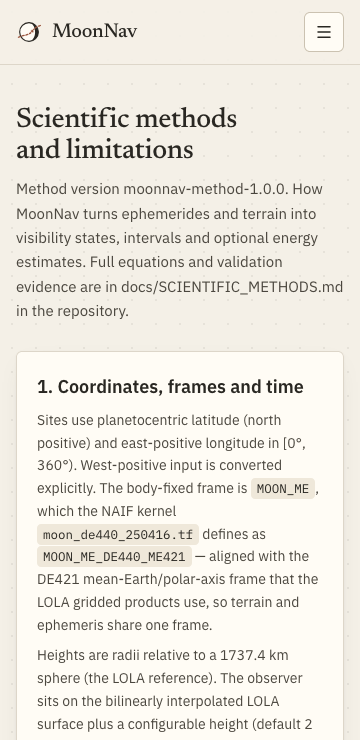 MoonNav
Scientific methods
and limitations
Method version moonnav-method-1.0.0. How
MoonNav turns ephemerides and terrain into
visibility states, intervals and optional energy
estimates. Full equations and validation
evidence are in docs/SCIENTIFIC_METHODS.md
in the repository.
1. Coordinates, frames and time
Sites use planetocentric latitude (north
positive) and east-positive longitude in [0°,
360°). West-positive input is converted
explicitly. The body-fixed frame is MOON_ME,
which the NAIF kernel
moon_de440_250416.tf defines as
MOON_ME_DE440_ME421 — aligned with the
DE421 mean-Earth/polar-axis frame that the
LOLA gridded products use, so terrain and
ephemeris share one frame.
Heights are radii relative to a 1737.4 km
sphere (the LOLA reference). The observer
sits on the bilinearly interpolated LOLA
surface plus a configurable height (default 2